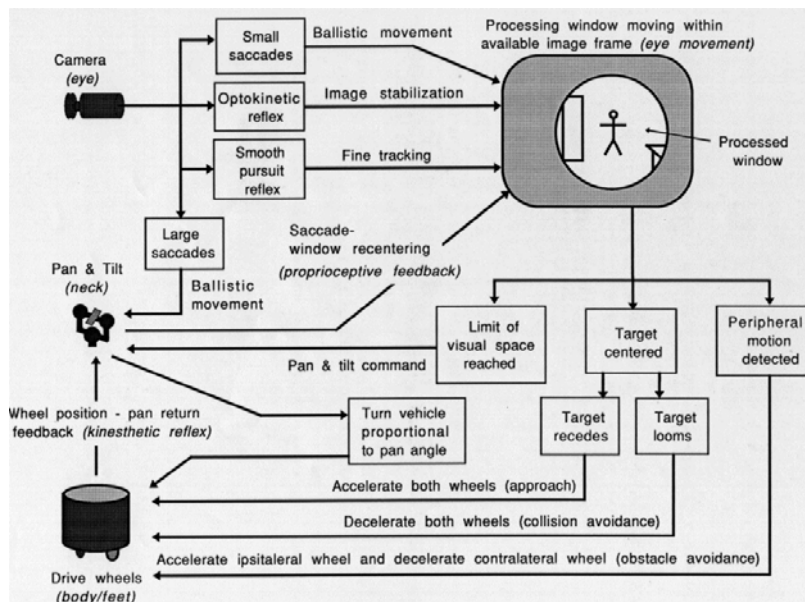 Small
saccades
Ballistic movement
Processing window moving within
available image frame (eye movement)
Camera
(eye)
Optokinetic
reflex
Image stabilization
Processed
window
Smooth
pursuit
reflex
Fine tracking
Large
saccades
Saccade-
window recentering
(proprioceptive feedback)
Pan & Tilt
(neck)
Ballistic
movement
Limit of
visual space
reached
Target
centered
Peripheral
motion
detected
Pan & tilt command
Wheel position - pan return
feedback (kinesthetic reflex)
Turn vehicle
proportional
to pan angle
Target
recedes
Target
looms
Accelerate both wheels (approach)
Decelerate both wheels (collision avoidance)
Accelerate ipsitaleral wheel and decelerate contralateral wheel (obstacle avoidance)
Drive wheels
(body/feet)